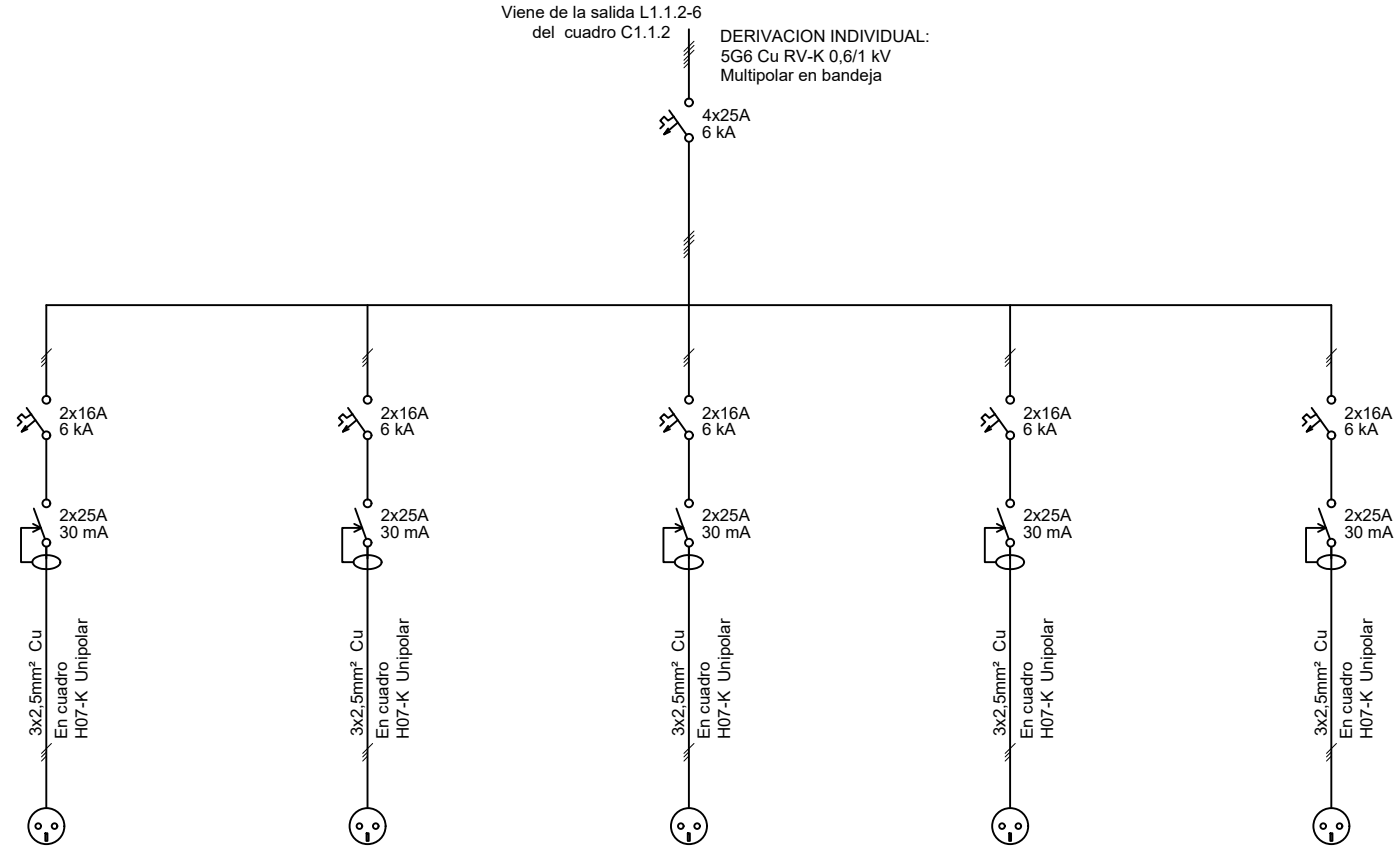 Viene de la salida L1.1.2-6
del cuadro C1.1.2
DERIVACION INDIVIDUAL:
5G6 Cu RV-K 0,6/1 kV
Multipolar en bandeja
4x25A
6 kA
2x16A
6 kA
2x16A
6 kA
2x16A
6 kA
2x16A
6 kA
2x16A
6 kA
2x25A
30 mA
2x25A
30 mA
2x25A
30 mA
2x25A
30 mA
2x25A
30 mA
3x2,5mm² Cu
En cuadro
H07-K Unipolar
3x2,5mm² Cu
En cuadro
H07-K Unipolar
3x2,5mm² Cu
En cuadro
H07-K Unipolar
3x2,5mm² Cu
En cuadro
H07-K Unipolar
3x2,5mm² Cu
En cuadro
H07-K Unipolar